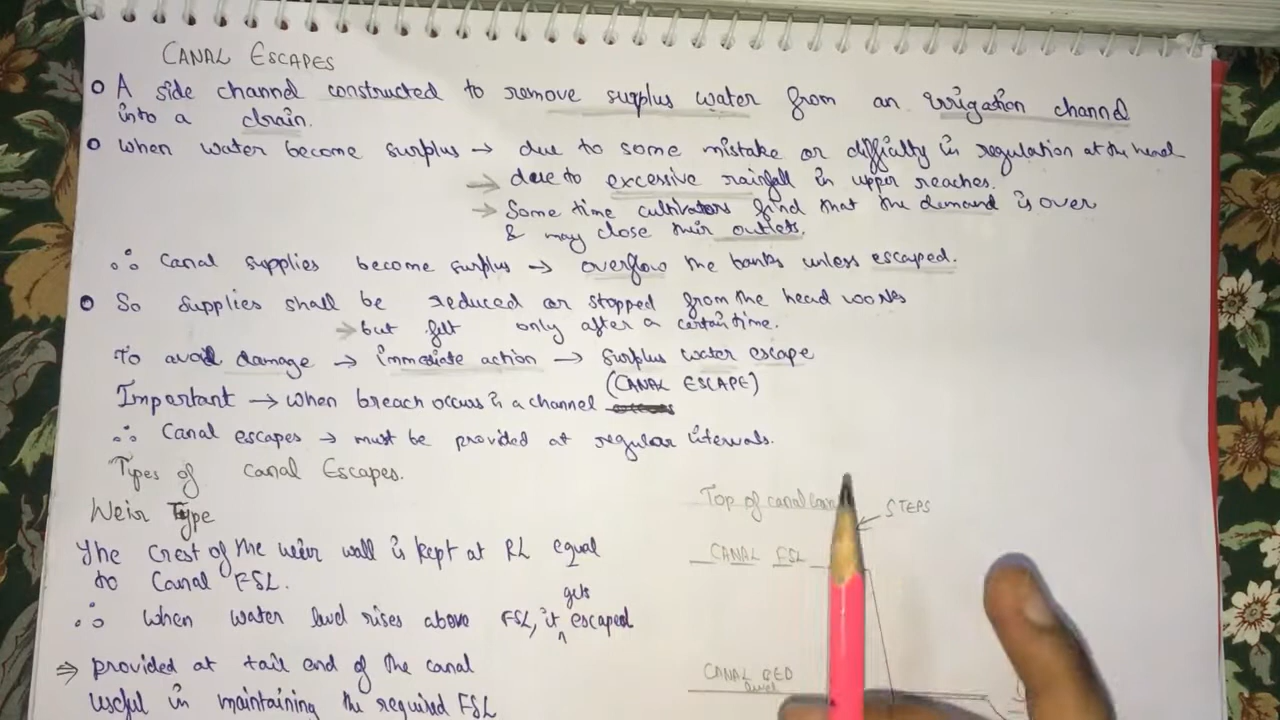 CANAL ESCAPES
o A side channel constructed to remove surplus water from an irrigation channel
into a drain.
o When water become surplus → due to some mistake or difficulty in regulation at the head
→ due to excessive rainfall in upper reaches.
→ Some time cultivators find that the demand is over
& may close their outlets.
∴ Canal supplies become surplus → overflow the banks unless escaped.
o So supplies shall be reduced or stopped from the head works
→ but felt only after a certain time.
To avoid damage → immediate action → surplus water escape
(CANAL ESCAPE)
Important → when breach occurs in a channel
∴ Canal escapes → must be provided at regular intervals.
Types of Canal Escapes.
Weir Type
The crest of the weir wall is kept at RL equal
to Canal FSL.
∴ When water level rises above FSL, it gets escaped
⇒ provided at tail end of the canal
useful in maintaining the required FSL
Top of canal
STEPS
CANAL FSL
CANAL BED
level